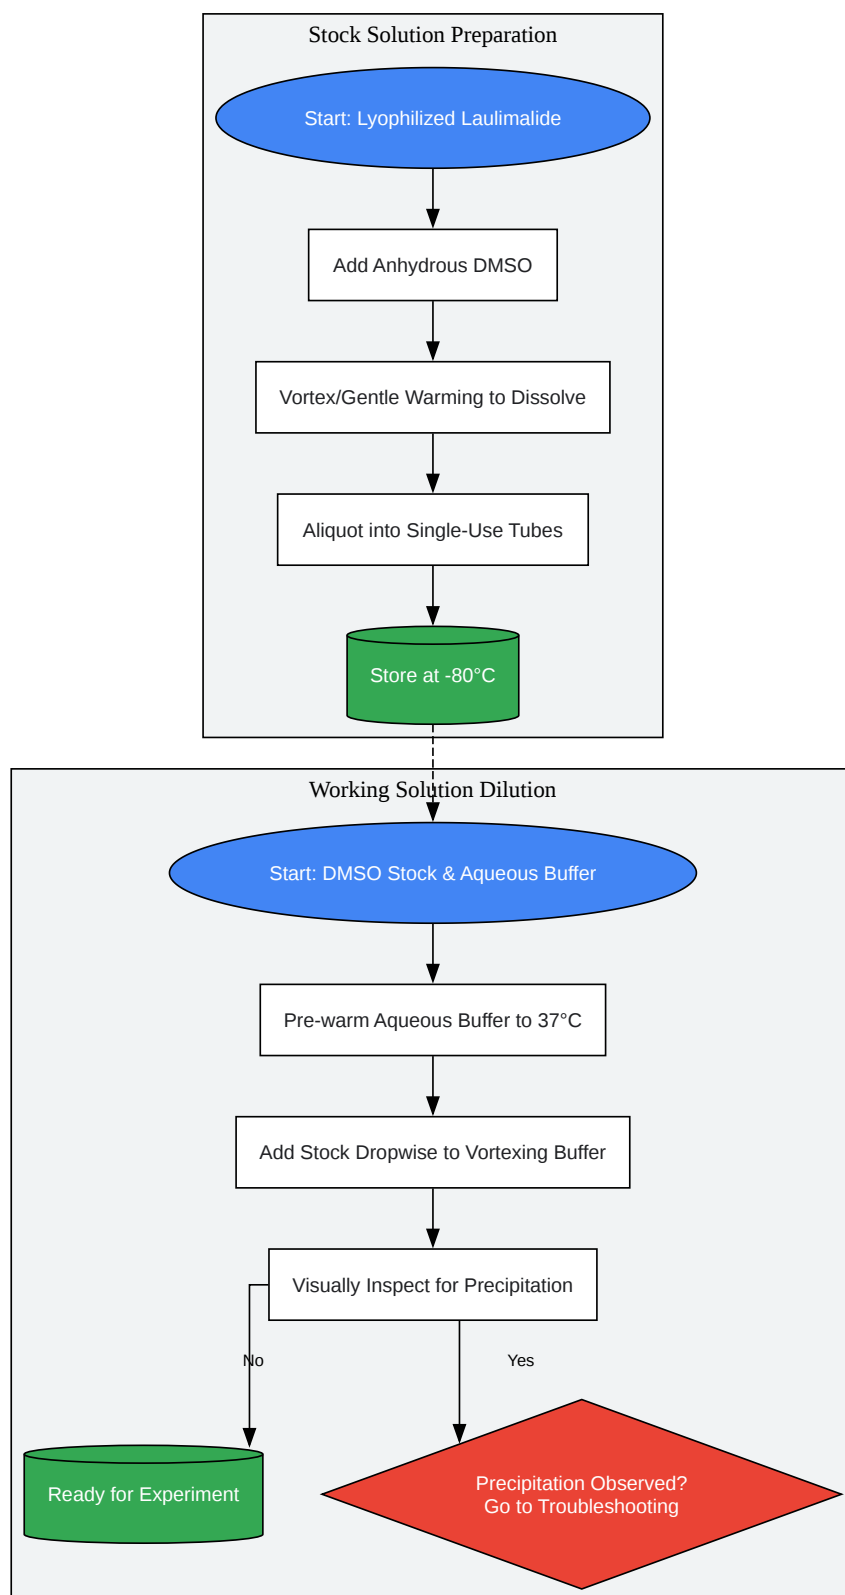 Stock Solution Preparation
Start: Lyophilized Laulimalide
Add Anhydrous DMSO
Vortex/Gentle Warming to Dissolve
Aliquot into Single-Use Tubes
Store at -80°C
Working Solution Dilution
Start: DMSO Stock & Aqueous Buffer
Pre-warm Aqueous Buffer to 37°C
Add Stock Dropwise to Vortexing Buffer
Visually Inspect for Precipitation
No
Yes
Ready for Experiment
Precipitation Observed?
Go to Troubleshooting